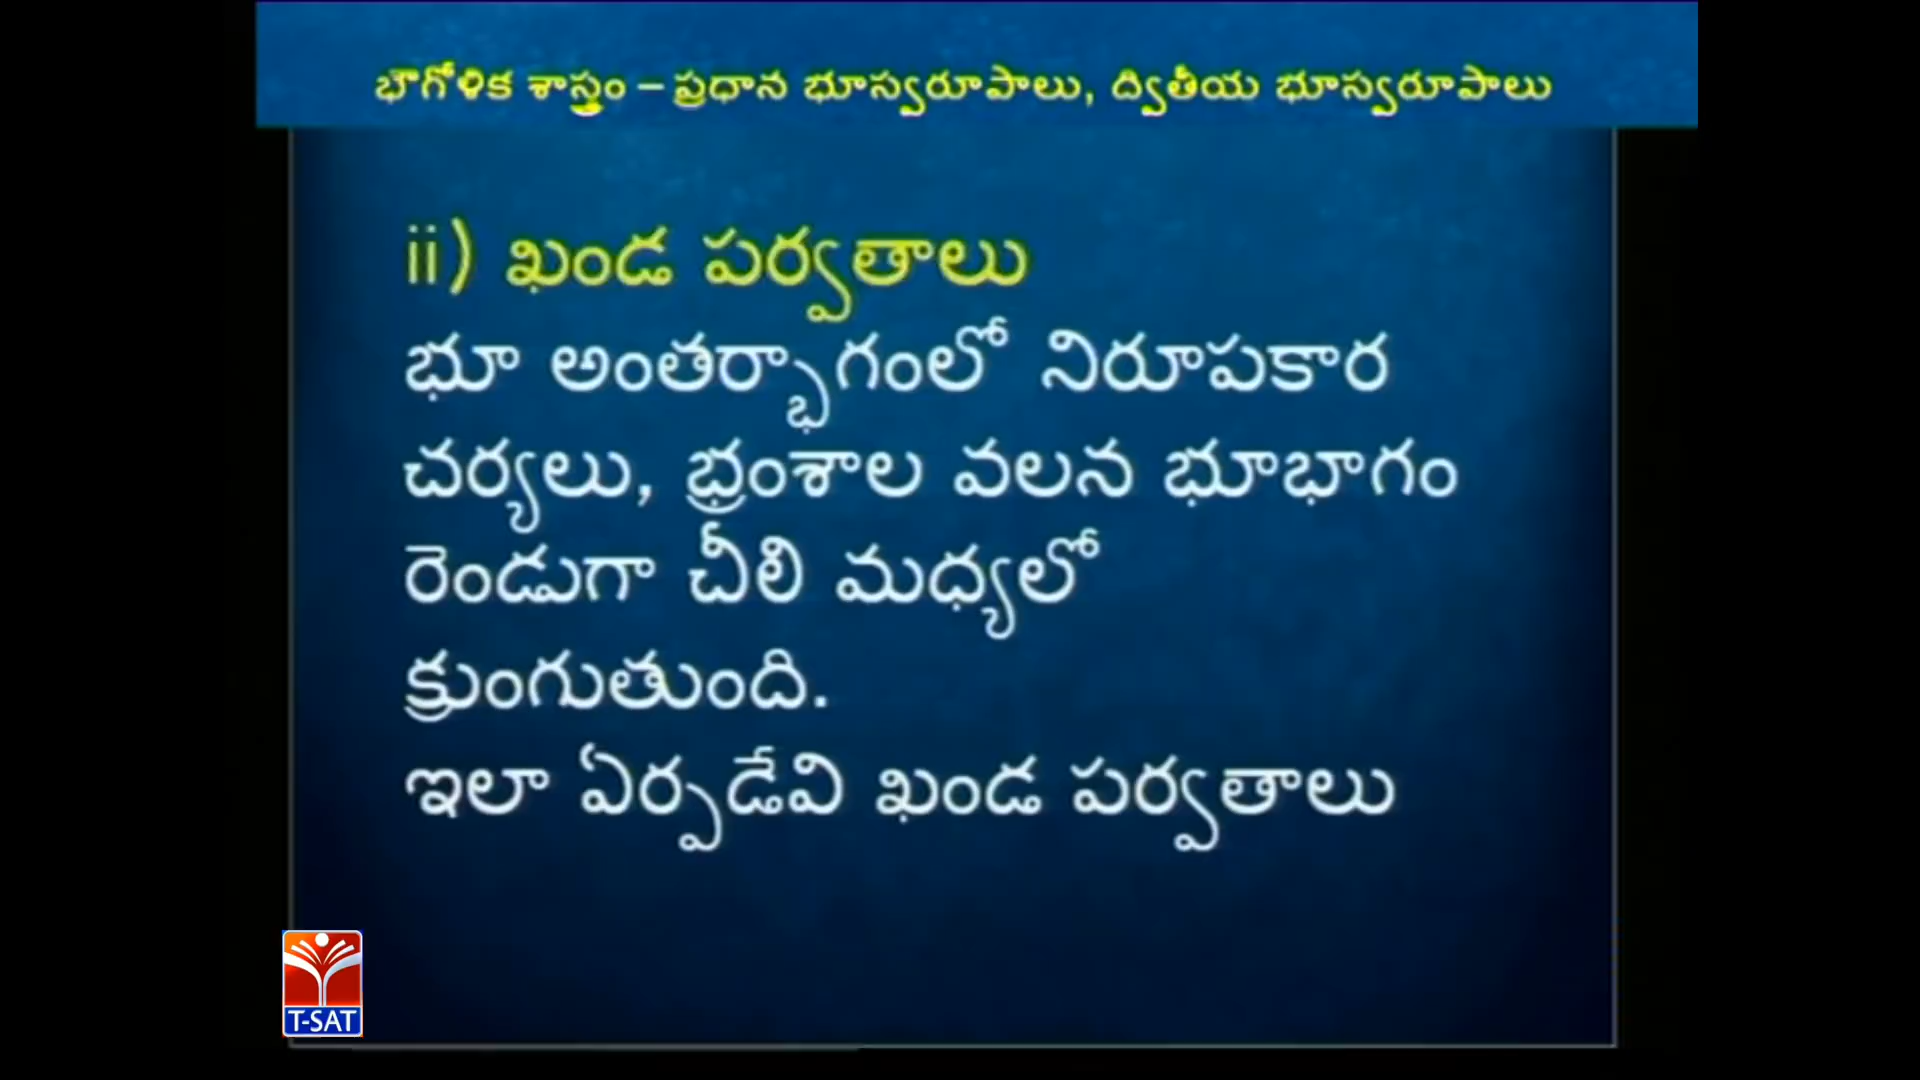 భౌగోళిక శాస్త్రం – ప్రధాన భూస్వరూపాలు, ద్వితీయ భూస్వరూపాలు
ii) ఖండ పర్వతాలు
భూ అంతర్భాగంలో నిరూపకార
చర్యలు, భ్రంశాల వలన భూభాగం
రెండుగా చీలి మధ్యలో
క్రుంగుతుంది.
ఇలా ఏర్పడేవి ఖండ పర్వతాలు
T-SAT